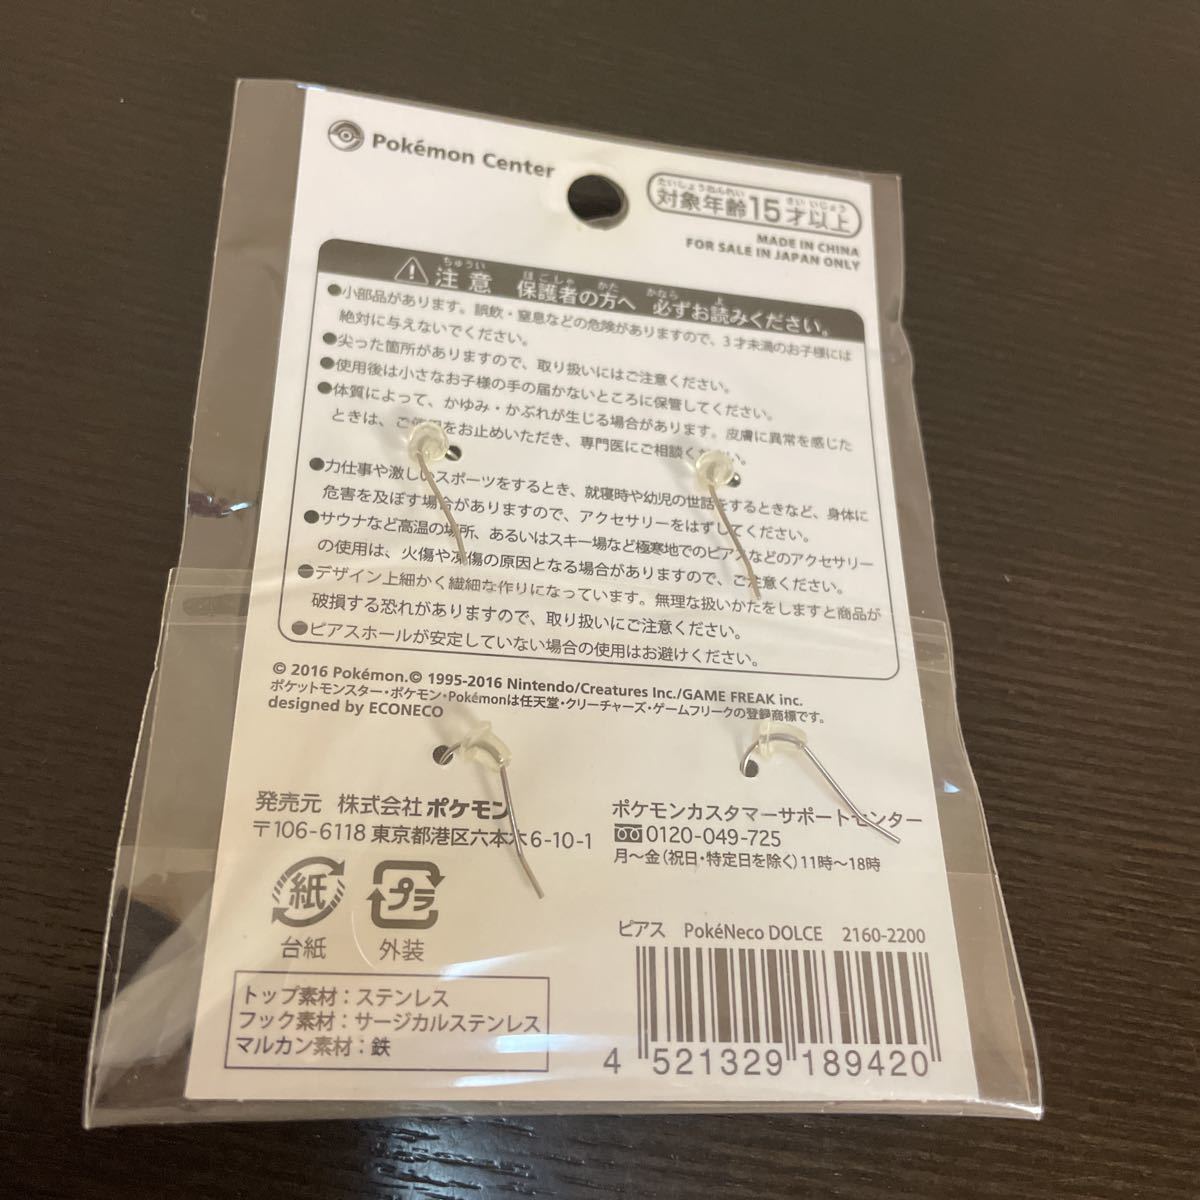 Pokémon Center
たいしょうねんれい さい いじょう
対象年齢15才以上
MADE IN CHINA
FOR SALE IN JAPAN ONLY
ちゅうい ほごしゃ かた かなら よ
注意 保護者の方へ 必ずお読みください。
●小部品があります。誤飲・窒息などの危険がありますので、3才未満のお子様には
絶対に与えないでください。
●尖った箇所がありますので、取り扱いにはご注意ください。
●使用後は小さなお子様の手の届かないところに保管してください。
●体質によって、かゆみ・かぶれが生じる場合があります。皮膚に異常を感じた
ときは、ご使用をお止めいただき、専門医にご相談ください。
●力仕事や激しいスポーツをするとき、就寝時や幼児の世話をするときなど、身体に
危害を及ぼす場合がありますので、アクセサリーをはずしてください。
●サウナなど高温の場所、あるいはスキー場など極寒地でのピアスなどのアクセサリー
の使用は、火傷や凍傷の原因となる場合がありますので、ご注意ください。
●デザイン上細かく繊細な作りになっています。無理な扱いかたをしますと商品が
破損する恐れがありますので、取り扱いにご注意ください。
●ピアスホールが安定していない場合の使用はお避けください。
© 2016 Pokémon.© 1995-2016 Nintendo/Creatures Inc./GAME FREAK inc.
ポケットモンスター・ポケモン・Pokémonは任天堂・クリーチャーズ・ゲームフリークの登録商標です。
designed by ECONECO
発売元 株式会社 ポケモン
〒106-6118 東京都港区六本木6-10-1
ポケモンカスタマーサポートセンター
0120-049-725
月～金(祝日・特定日を除く)11時～18時
紙
台紙
プラ
外装
トップ素材：ステンレス
フック素材：サージカルステンレス
マルカン素材：鉄
ピアス PokéNeco DOLCE 2160-2200
4 521329 189420